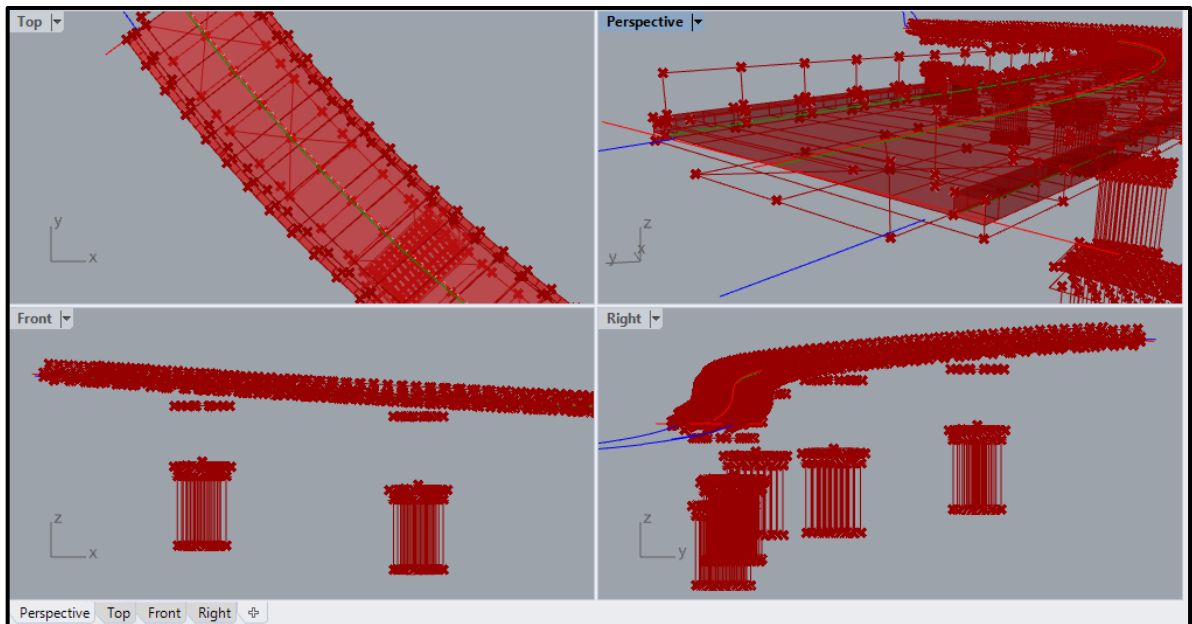 Top
Perspective
y
x
z
x
y
Front
Right
z
x
z
y
Perspective Top Front Right